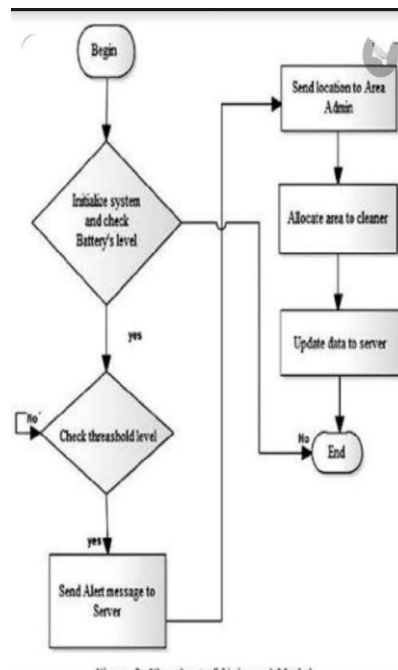 Begin
Initialize system
and check
Battery's level
yes
No
Check threashold level
yes
Send Alert message to
Server
Send location to Area
Admin
Allocate area to cleaner
Update data to server
No
End